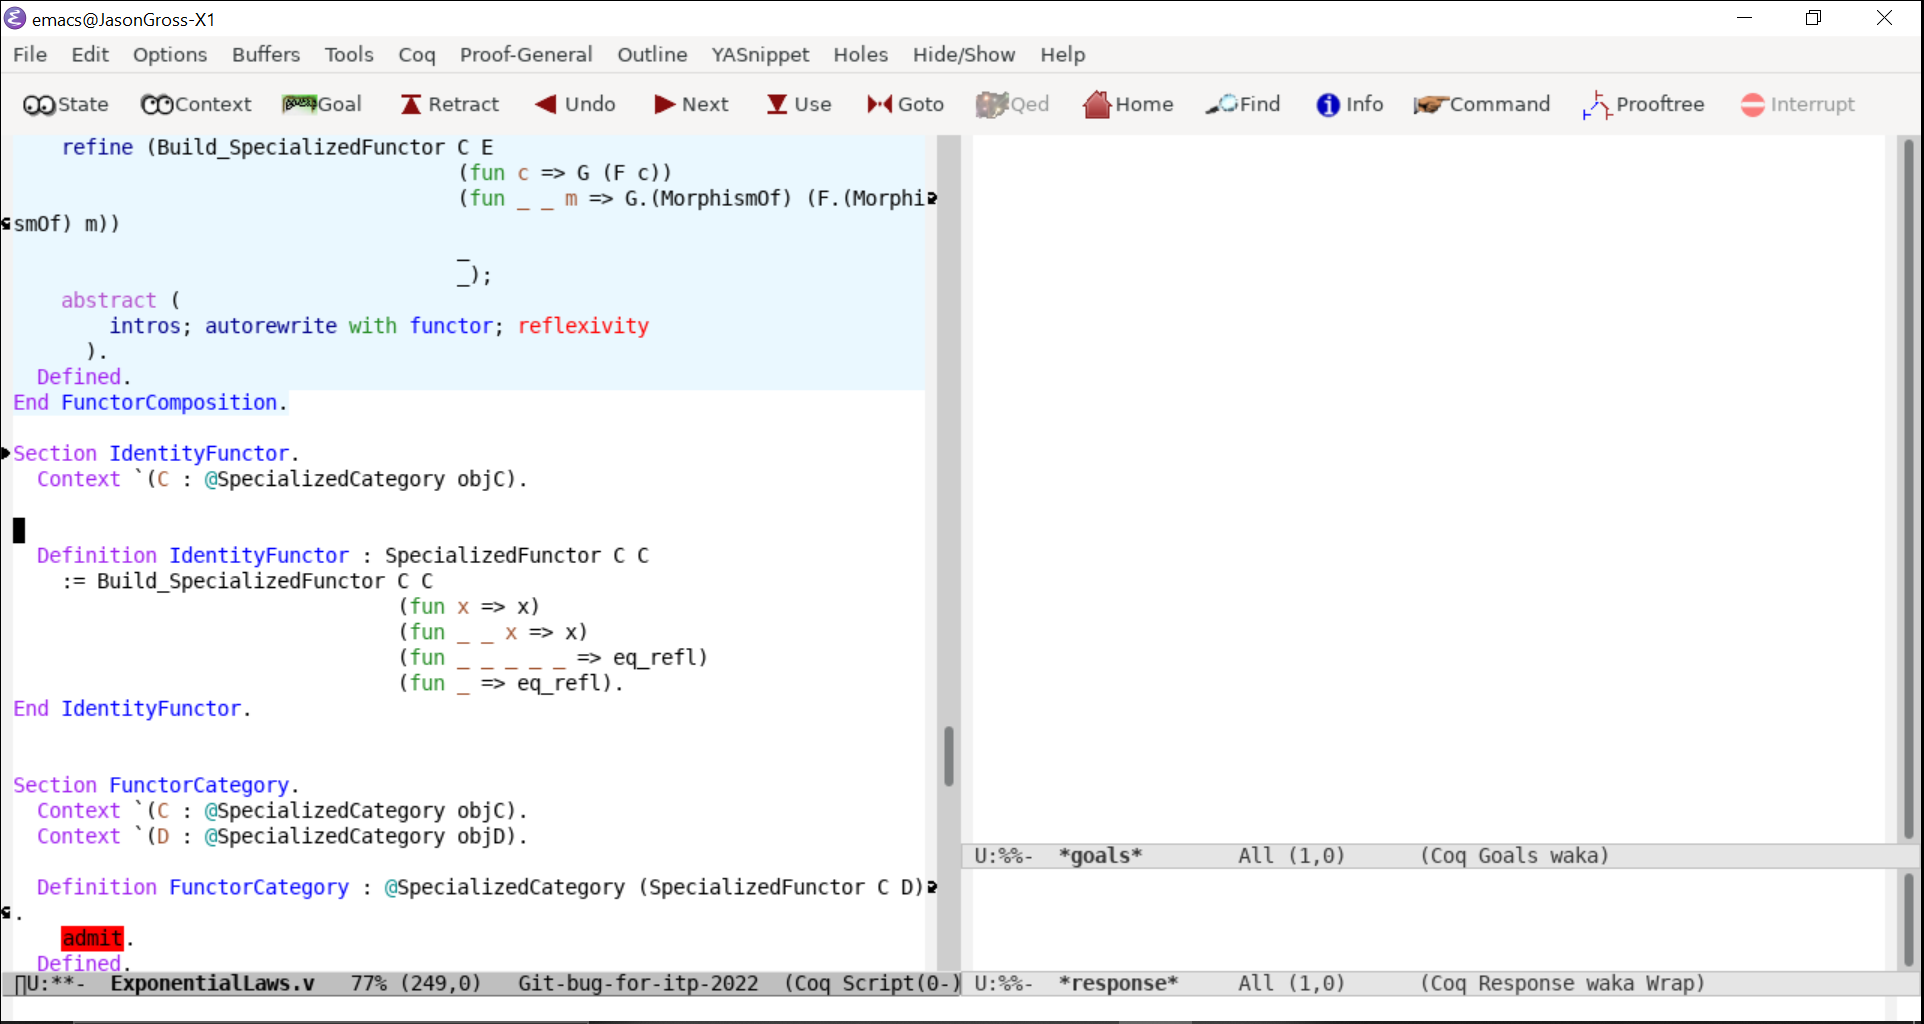 emacs@JasonGross-X1
File Edit Options Buffers Tools Coq Proof-General Outline YASnippet Holes Hide/Show Help
State Context Goal Retract Undo Next Use Goto Qed Home Find Info Command Prooftree Interrupt
    refine (Build_SpecializedFunctor C E
                                     (fun c => G (F c))
                                     (fun _ _ m => G.(MorphismOf) (F.(Morphi
smOf) m))
                                     _
                                     _);
    abstract (
        intros; autorewrite with functor; reflexivity
      ).
  Defined.
End FunctorComposition.
Section IdentityFunctor.
  Context `(C : @SpecializedCategory objC).
  Definition IdentityFunctor : SpecializedFunctor C C
    := Build_SpecializedFunctor C C
                                (fun x => x)
                                (fun _ _ x => x)
                                (fun _ _ _ _ _ => eq_refl)
                                (fun _ => eq_refl).
End IdentityFunctor.
Section FunctorCategory.
  Context `(C : @SpecializedCategory objC).
  Context `(D : @SpecializedCategory objD).
  Definition FunctorCategory : @SpecializedCategory (SpecializedFunctor C D)
.
    admit.
  Defined.
U:**-  ExponentialLaws.v   77% (249,0)   Git-bug-for-itp-2022  (Coq Script(0-)
U:%%-  *goals*        All (1,0)      (Coq Goals waka)
U:%%-  *response*     All (1,0)      (Coq Response waka Wrap)